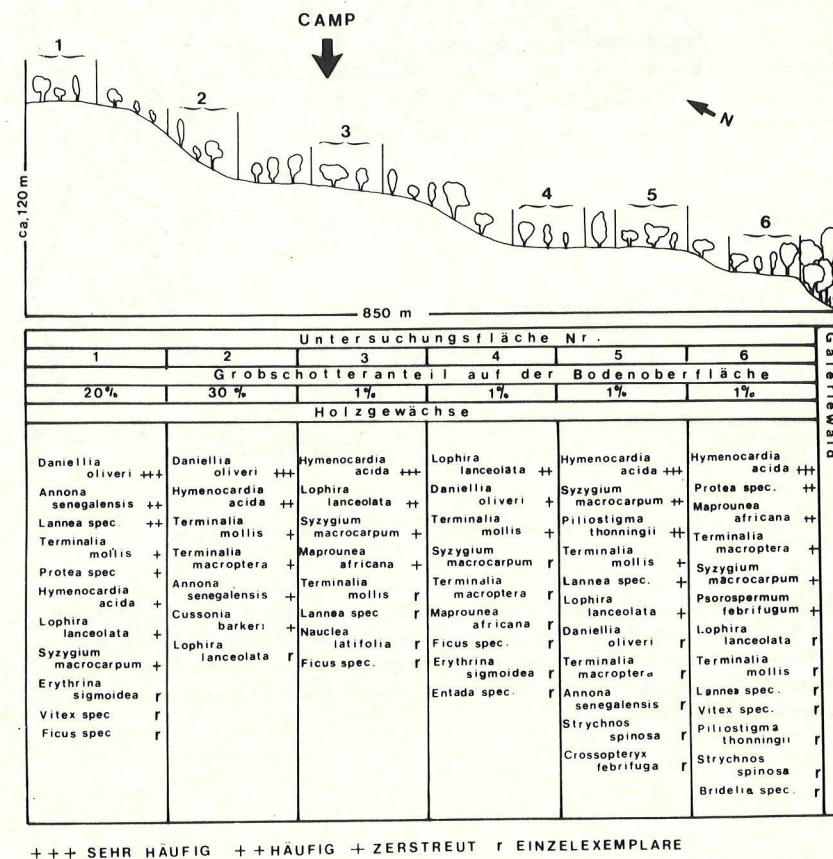 CAMP
1
2
3
N
4
5
6
ca. 120 m
850 m
Untersuchungsfläche Nr.
1 2 3 4 5 6
Grobschotteranteil auf der Bodenoberfläche
20% 30% 1% 1% 1% 1%
Holzgewächse
Galeriewald
Daniellia
oliveri +++
Annona
senegalensis ++
Lannea spec. ++
Terminalia
mollis +
Protea spec +
Hymenocardia
acida +
Lophira
lanceolata +
Syzygium
macrocarpum +
Erythrina
sigmoidea r
Vitex spec r
Ficus spec r
Daniellia
oliveri +++
Hymenocardia
acida ++
Terminalia
mollis +
Terminalia
macroptera +
Annona
senegalensis +
Cussonia
barkeri +
Lophira
lanceolata r
Hymenocardia
acida +++
Lophira
lanceolata ++
Syzygium
macrocarpum +
Maprounea
africana +
Terminalia
mollis r
Lannea spec r
Nauclea
latifolia r
Ficus spec. r
Lophira
lanceolata ++
Daniellia
oliveri +
Terminalia
mollis +
Syzygium
macrocarpum r
Terminalia
macroptera r
Maprounea
africana r
Ficus spec. r
Erythrina
sigmoidea r
Entada spec. r
Hymenocardia
acida +++
Syzygium
macrocarpum ++
Piliostigma
thonningii ++
Terminalia
mollis +
Lannea spec. +
Lophira
lanceolata +
Daniellia
oliveri r
Terminalia
macroptera r
Annona
senegalensis r
Strychnos
spinosa r
Crossopteryx
febrifuga r
Hymenocardia
acida +++
Protea spec. ++
Maprounea
africana ++
Terminalia
macroptera +
Syzygium
macrocarpum +
Psorospermum
febrifugum +
Lophira
lanceolata r
Terminalia
mollis r
Lannea spec. r
Vitex spec. r
Piliostigma
thonningii r
Strychnos
spinosa r
Bridelia spec. r
+++ SEHR HÄUFIG ++ HÄUFIG + ZERSTREUT r EINZELEXEMPLARE